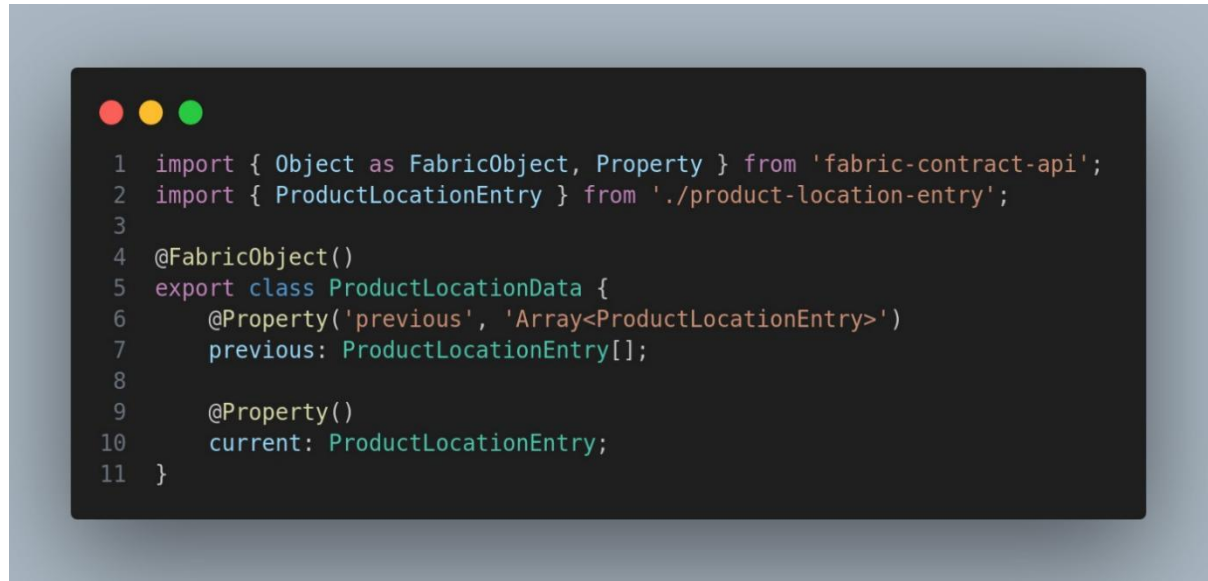 1 import { Object as FabricObject, Property } from 'fabric-contract-api';
2 import { ProductLocationEntry } from './product-location-entry';
3
4 @FabricObject()
5 export class ProductLocationData {
6     @Property('previous', 'Array<ProductLocationEntry>')
7     previous: ProductLocationEntry[];
8
9     @Property()
10     current: ProductLocationEntry;
11 }